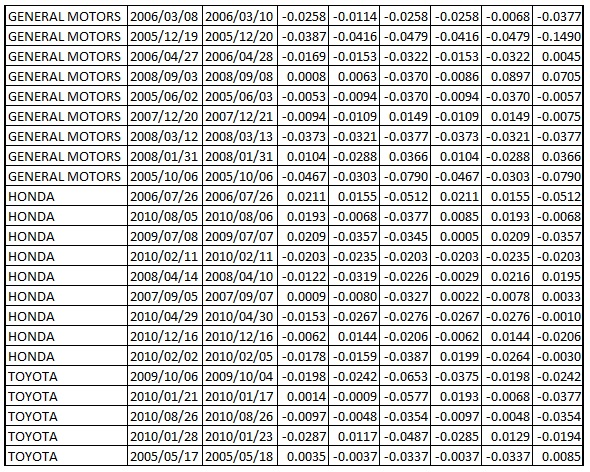 GENERAL MOTORS 2006/03/08 2006/03/10 -0.0258 -0.0114 -0.0258 -0.0258 -0.0068 -0.0377
GENERAL MOTORS 2005/12/19 2005/12/20 -0.0387 -0.0416 -0.0479 -0.0416 -0.0479 -0.1490
GENERAL MOTORS 2006/04/27 2006/04/28 -0.0169 -0.0153 -0.0322 -0.0153 -0.0322 0.0045
GENERAL MOTORS 2008/09/03 2008/09/08 0.0008 0.0063 -0.0370 -0.0086 0.0897 0.0705
GENERAL MOTORS 2005/06/02 2005/06/03 -0.0053 -0.0094 -0.0370 -0.0094 -0.0370 -0.0057
GENERAL MOTORS 2007/12/20 2007/12/21 -0.0094 -0.0109 0.0149 -0.0109 0.0149 -0.0075
GENERAL MOTORS 2008/03/12 2008/03/13 -0.0373 -0.0321 -0.0377 -0.0373 -0.0321 -0.0377
GENERAL MOTORS 2008/01/31 2008/01/31 0.0104 -0.0288 0.0366 0.0104 -0.0288 0.0366
GENERAL MOTORS 2005/10/06 2005/10/06 -0.0467 -0.0303 -0.0790 -0.0467 -0.0303 -0.0790
HONDA 2006/07/26 2006/07/26 0.0211 0.0155 -0.0512 0.0211 0.0155 -0.0512
HONDA 2010/08/05 2010/08/06 0.0193 -0.0068 -0.0377 0.0085 0.0193 -0.0068
HONDA 2009/07/08 2009/07/07 0.0209 -0.0357 -0.0345 0.0005 0.0209 -0.0357
HONDA 2010/02/11 2010/02/11 -0.0203 -0.0235 -0.0203 -0.0203 -0.0235 -0.0203
HONDA 2008/04/14 2008/04/10 -0.0122 -0.0319 -0.0226 -0.0029 0.0216 0.0195
HONDA 2007/09/05 2007/09/07 0.0009 -0.0080 -0.0327 0.0022 -0.0078 0.0033
HONDA 2010/04/29 2010/04/30 -0.0153 -0.0267 -0.0276 -0.0267 -0.0276 -0.0010
HONDA 2010/12/16 2010/12/16 -0.0062 0.0144 -0.0206 -0.0062 0.0144 -0.0206
HONDA 2010/02/02 2010/02/05 -0.0178 -0.0159 -0.0387 0.0199 -0.0264 -0.0030
TOYOTA 2009/10/06 2009/10/04 -0.0198 -0.0242 -0.0653 -0.0375 -0.0198 -0.0242
TOYOTA 2010/01/21 2010/01/17 0.0014 -0.0009 -0.0577 0.0193 -0.0068 -0.0377
TOYOTA 2010/08/26 2010/08/26 -0.0097 -0.0048 -0.0354 -0.0097 -0.0048 -0.0354
TOYOTA 2010/01/28 2010/01/23 -0.0287 0.0117 -0.0487 -0.0285 0.0129 -0.0194
TOYOTA 2005/05/17 2005/05/18 0.0035 -0.0037 -0.0337 -0.0037 -0.0337 0.0085